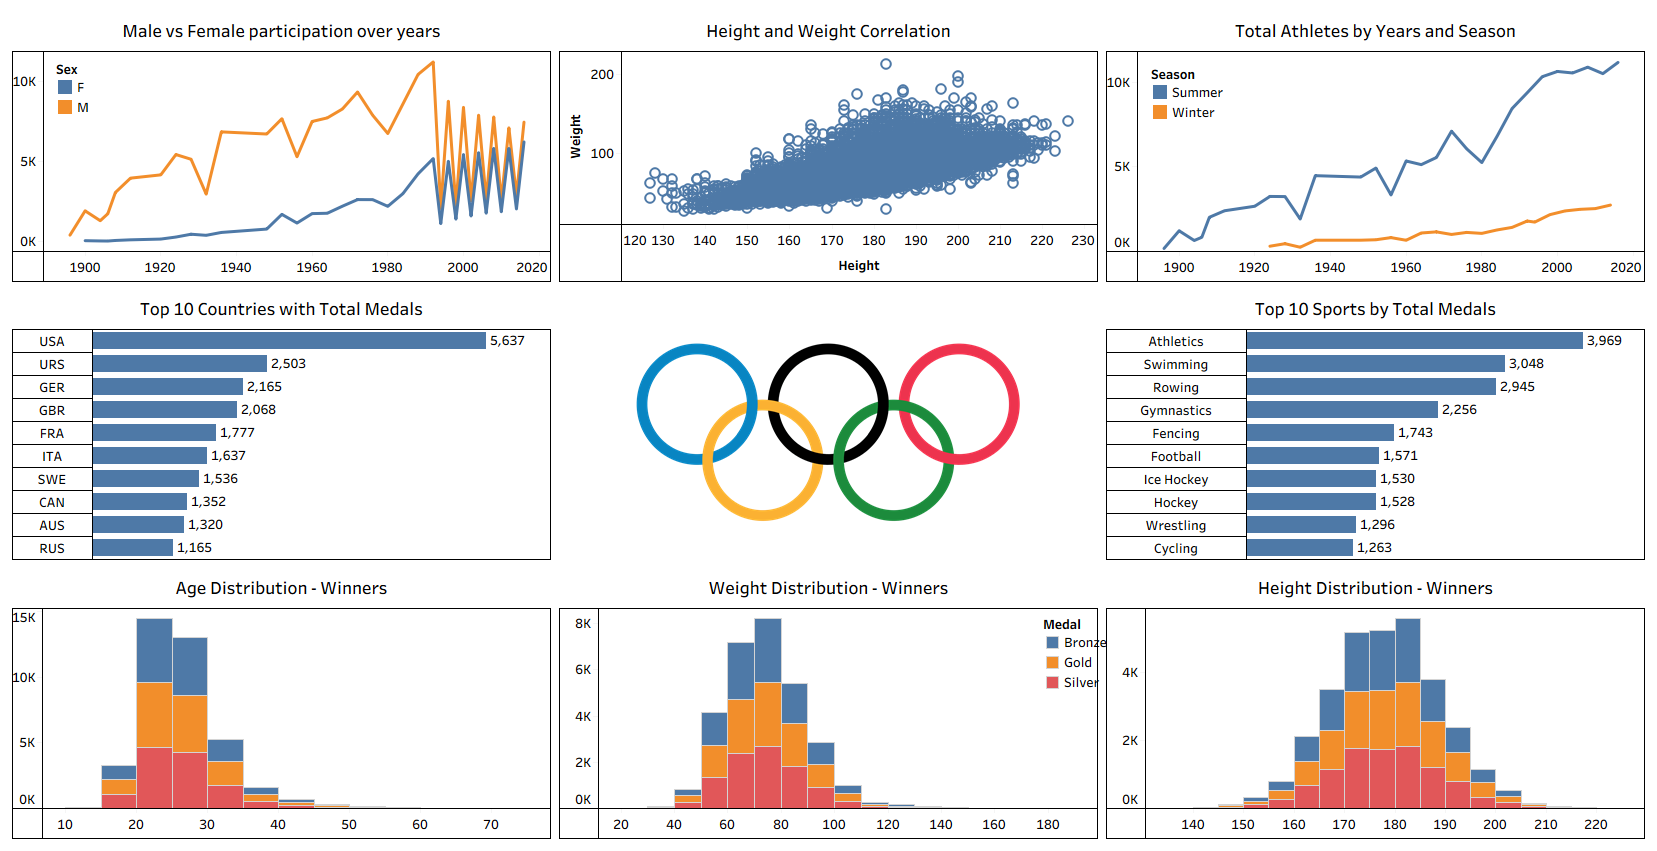 Male vs Female participation over years
Sex
F
M
10K
5K
0K
1900 1920 1940 1960 1980 2000 2020
Height and Weight Correlation
200
100
Weight
120 130 140 150 160 170 180 190 200 210 220 230
Height
Total Athletes by Years and Season
Season
Summer
Winter
10K
5K
0K
1900 1920 1940 1960 1980 2000 2020
Top 10 Countries with Total Medals
USA 5,637
URS 2,503
GER 2,165
GBR 2,068
FRA 1,777
ITA 1,637
SWE 1,536
CAN 1,352
AUS 1,320
RUS 1,165
Top 10 Sports by Total Medals
Athletics 3,969
Swimming 3,048
Rowing 2,945
Gymnastics 2,256
Fencing 1,743
Football 1,571
Ice Hockey 1,530
Hockey 1,528
Wrestling 1,296
Cycling 1,263
Age Distribution - Winners
15K
10K
5K
0K
10 20 30 40 50 60 70
Weight Distribution - Winners
Medal
Bronze
Gold
Silver
8K
6K
4K
2K
0K
20 40 60 80 100 120 140 160 180
Height Distribution - Winners
4K
2K
0K
140 150 160 170 180 190 200 210 220